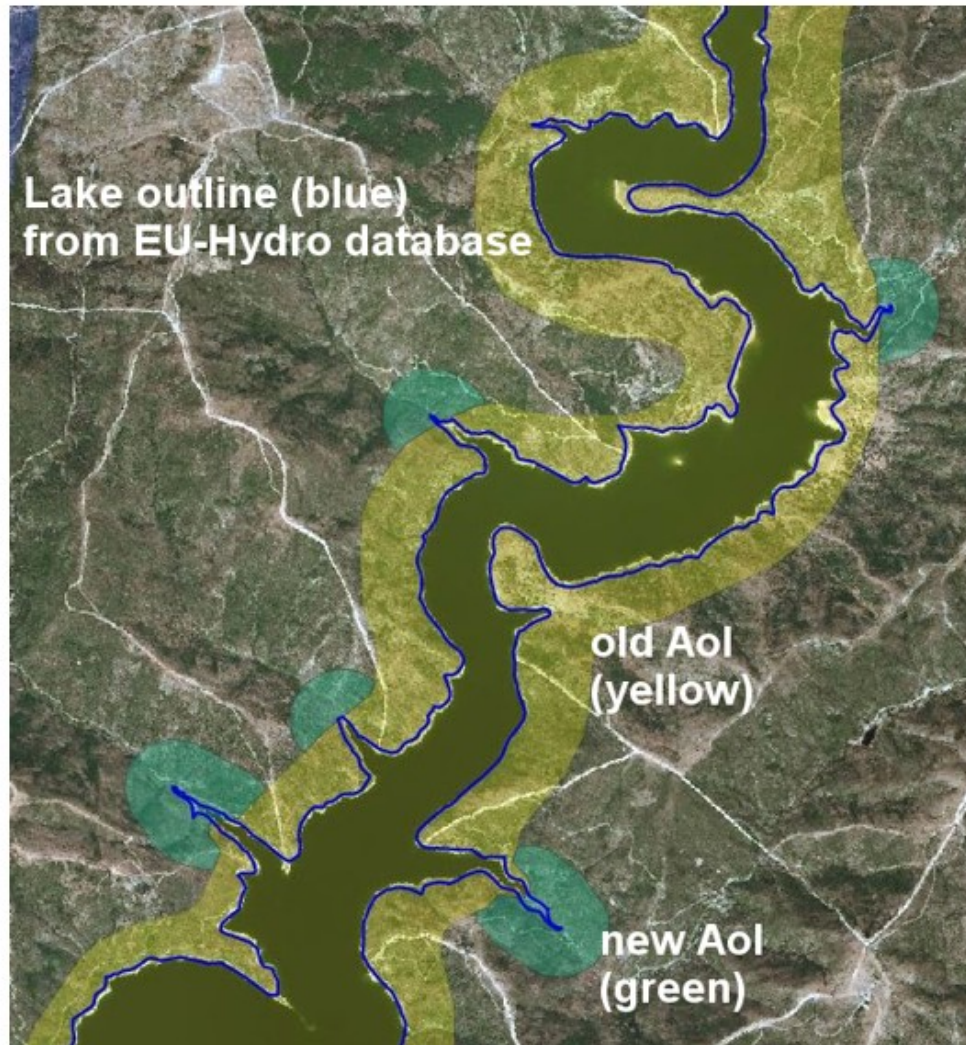 Lake outline (blue)
from EU-Hydro database
old AoI
(yellow)
new AoI
(green)